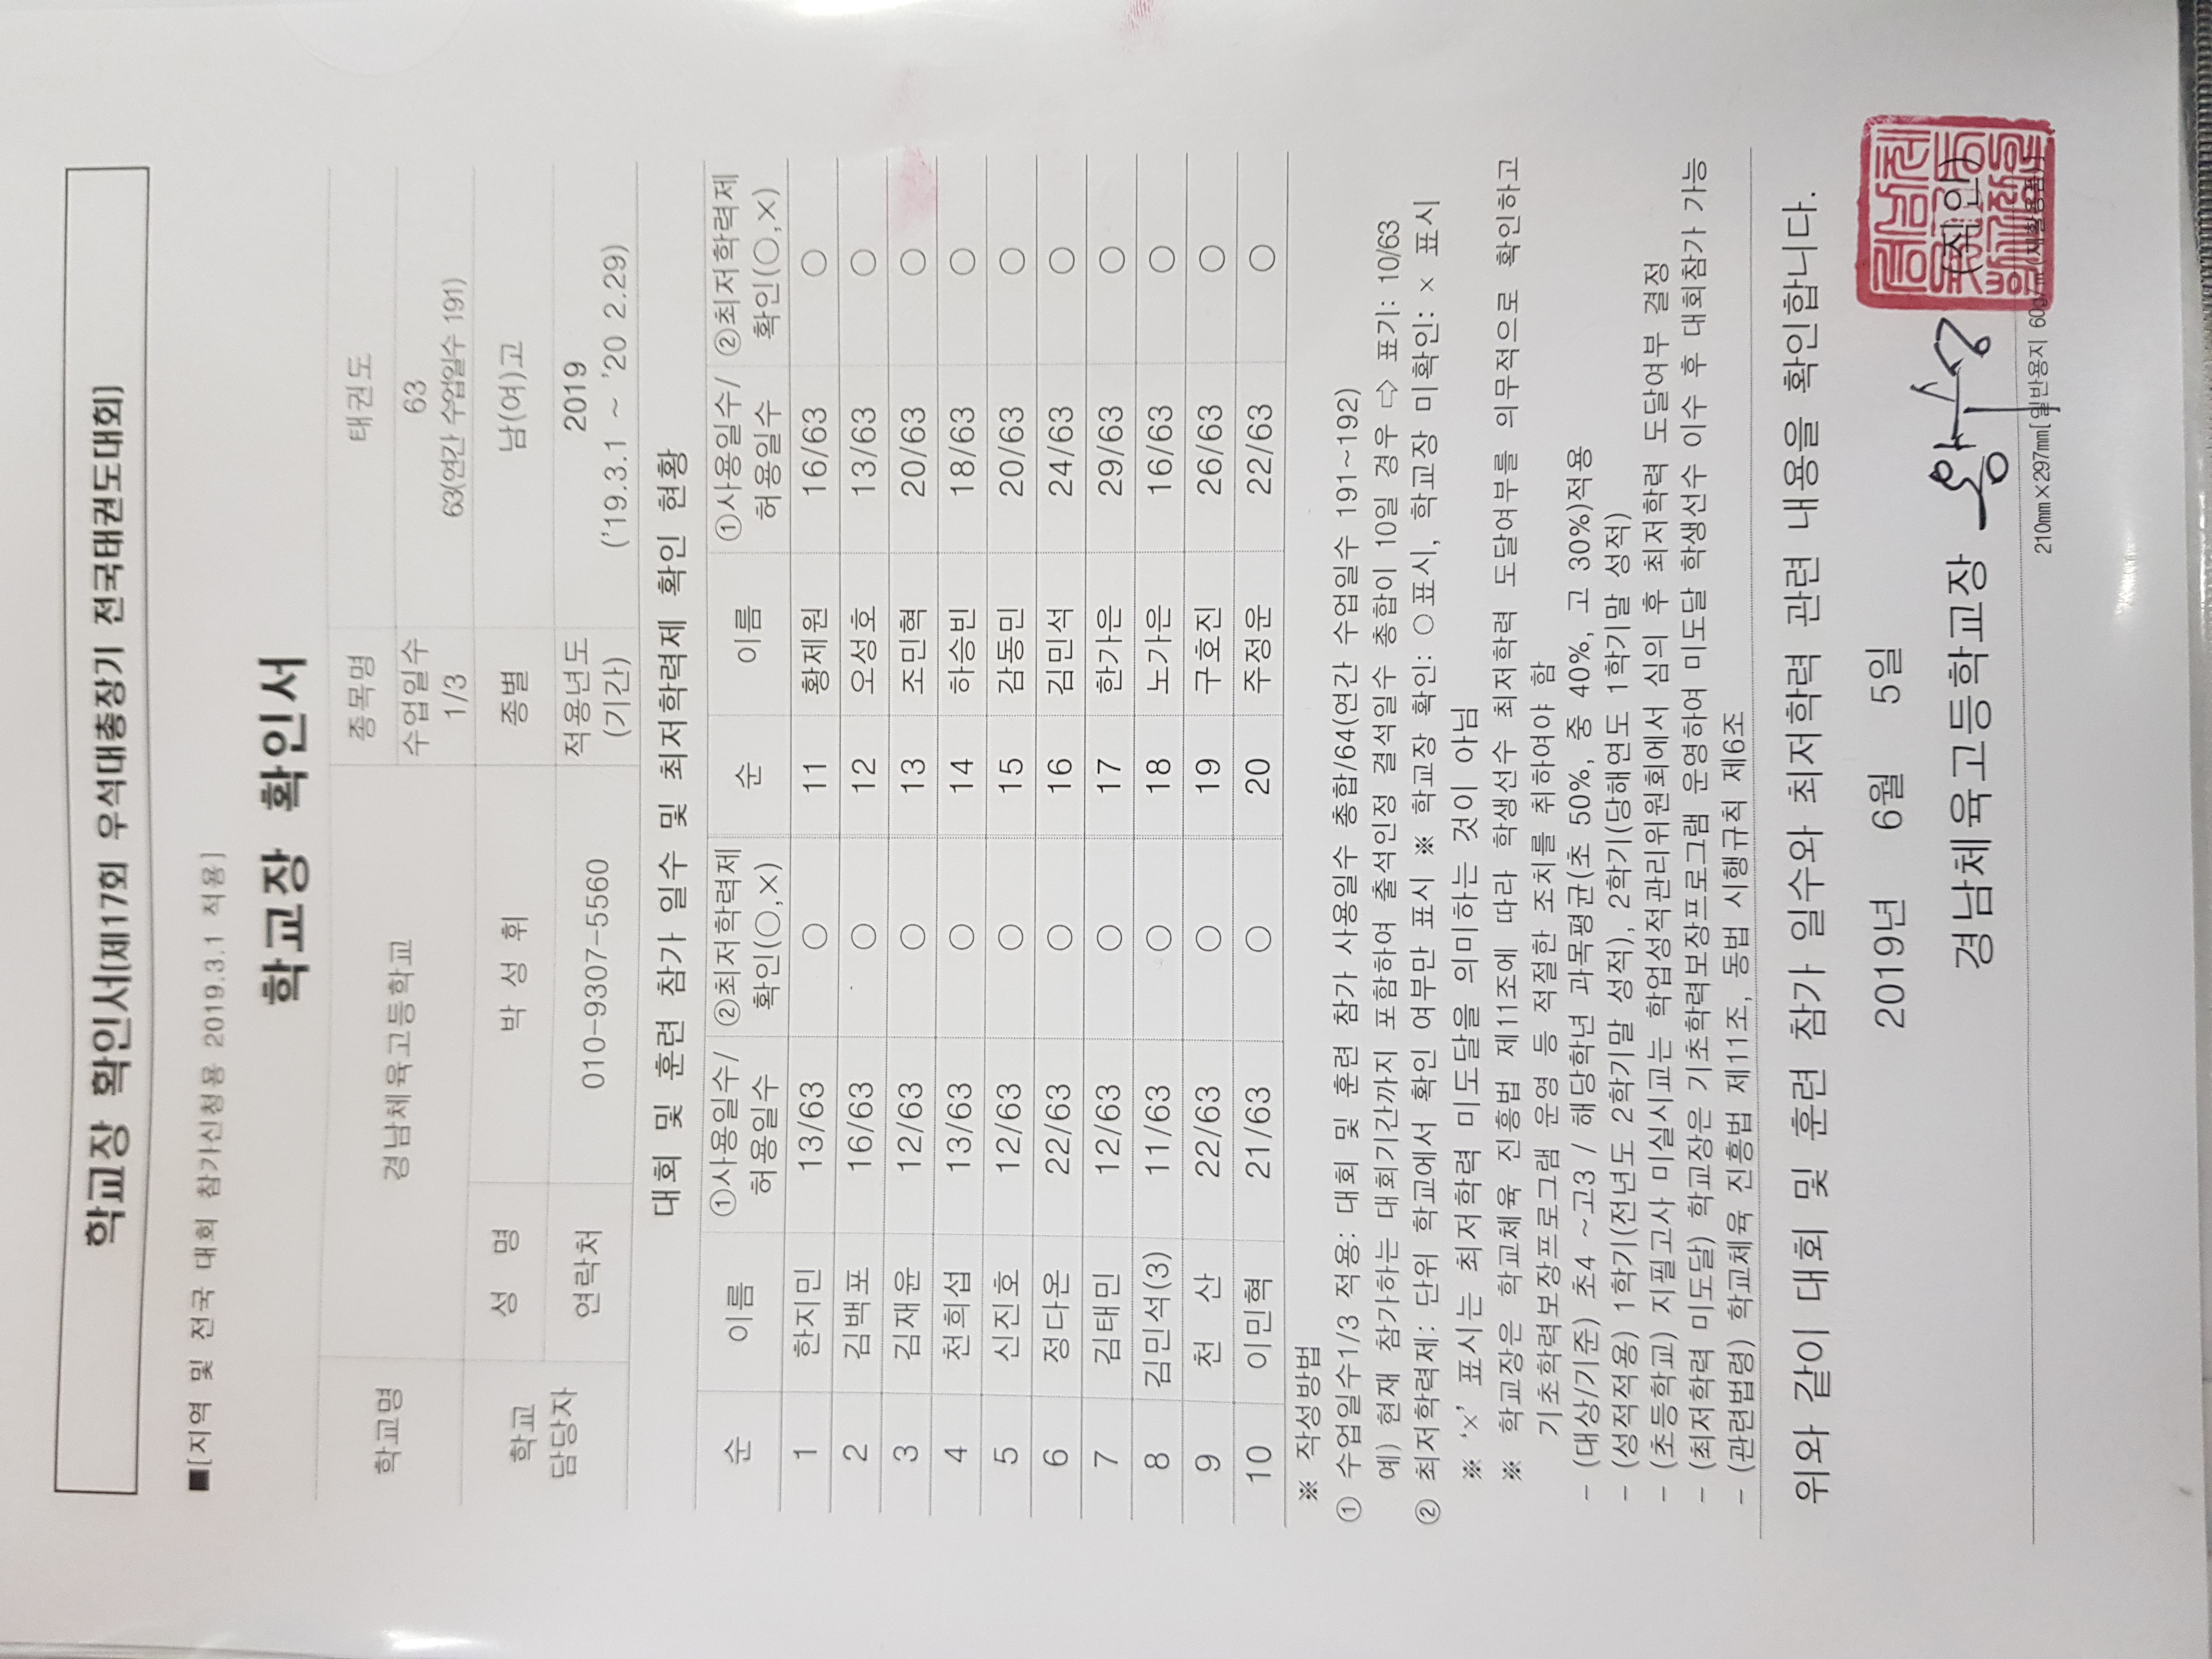 학교장 확인서(제17회 우석대총장기 전국태권도대회)
■[지역 및 전국 대회 참가신청용 2019.3.1 적용]
학교장 확인서
학교명 경남체육고등학교 종목명 태권도
수업일수 1/3 63 63(연간 수업일수 191)
학교 담당자 성 명 박 성 휘 종별 남(여)고
연락처 010-9307-5560 적용년도 (기간) 2019 ('19.3.1 ~ '20 2.29)
대회 및 훈련 참가 일수 및 최저학력제 확인 현황
순 이름 ①사용일수/허용일수 ②최저학력제 확인(○,×) 순 이름 ①사용일수/허용일수 ②최저학력제 확인(○,×)
1 한지민 13/63 ○ 11 황제원 16/63 ○
2 김백포 16/63 ○ 12 오성호 13/63 ○
3 김재윤 12/63 ○ 13 조민혁 20/63 ○
4 천희섭 13/63 ○ 14 하승빈 18/63 ○
5 신진호 12/63 ○ 15 감동민 20/63 ○
6 정다온 22/63 ○ 16 김민석 24/63 ○
7 김태민 12/63 ○ 17 한가은 29/63 ○
8 김민석(3) 11/63 ○ 18 노가은 16/63 ○
9 천 산 22/63 ○ 19 구호진 26/63 ○
10 이민혁 21/63 ○ 20 주정운 22/63 ○
※ 작성방법
① 수업일수1/3 적용: 대회 및 훈련 참가 사용일수 총합/64(연간 수업일수 191~192)
예) 현재 참가하는 대회기간까지 포함하여 출석인정 결석일수 총합이 10일 경우 ⇨ 표기: 10/63
② 최저학력제: 단위 학교에서 확인 여부만 표시 ※ 학교장 확인: ○표시, 학교장 미확인: × 표시
※ '×' 표시는 최저학력 미도달을 의미하는 것이 아님
※ 학교장은 학교체육 진흥법 제11조에 따라 학생선수 최저학력 도달여부를 의무적으로 확인하고
기초학력보장프로그램 운영 등 적절한 조치를 취하여야 함
- (대상/기준) 초4 ~고3 / 해당학년 과목평균(초 50%, 중 40%, 고 30%)적용
- (성적적용) 1학기(전년도 2학기말 성적), 2학기(당해연도 1학기말 성적)
- (초등학교) 지필고사 미실시교는 학업성적관리위원회에서 심의 후 최저학력 도달여부 결정
- (최저학력 미도달) 학교장은 기초학력보장프로그램 운영하여 미도달 학생선수 이수 후 대회참가 가능
- (관련법령) 학교체육 진흥법 제11조, 동법 시행규칙 제6조
위와 같이 대회 및 훈련 참가 일수와 최저학력 관련 내용을 확인합니다.
2019년 6월 5일
경남체육고등학교장 (직인)
210mm×297mm[일반용지 60g/㎡(재활용품)]